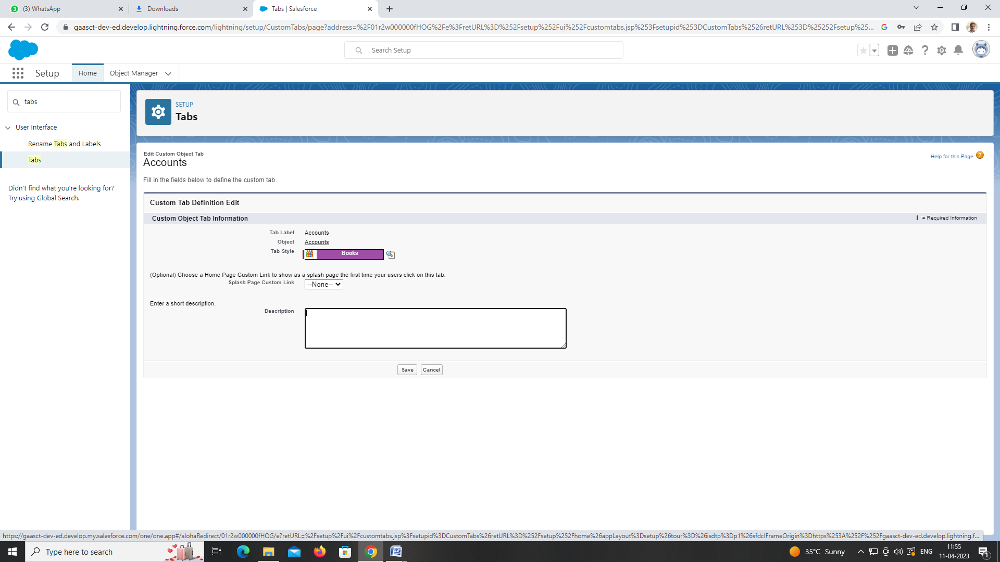 3 (3) WhatsApp
Downloads
Tabs | Salesforce
gaasct-dev-ed.develop.lightning.force.com/lightning/setup/CustomTabs/page?address=%2F01r2w000000fHOG%2Fe%3FretURL%3D%252Fsetup%252Fui%252Fcustomtabs.jsp%253Fsetupid%253DCustomTabs%2526retURL%253D%25252Fsetup%25...
Search Setup
Setup
Home
Object Manager
tabs
User Interface
Rename Tabs and Labels
Tabs
Didn't find what you're looking for?
Try using Global Search.
SETUP
Tabs
Edit Custom Object Tab
Accounts
Help for this Page ?
Fill in the fields below to define the custom tab.
Custom Tab Definition Edit
Custom Object Tab Information
= Required Information
Tab Label Accounts
Object Accounts
Tab Style Books
(Optional) Choose a Home Page Custom Link to show as a splash page the first time your users click on this tab.
Splash Page Custom Link --None--
Enter a short description.
Description
Save Cancel
https://gaasct-dev-ed.develop.my.salesforce.com/one/one.app#/alohaRedirect/01r2w000000fHOG/e?retURL=%2Fsetup%2Fui%2Fcustomtabs.jsp%3Fsetupid%3DCustomTabs%26retURL%3D%252Fsetup%252Fhome%26appLayout%3Dsetup%26tour%3D%26isdtp%3Dp1%26sfdcIFrameOrigin%3Dhttps%253A%252F%252Fgaasct-dev-ed.develop.lightning.f...
Type here to search
35°C Sunny
ENG
11:55
11-04-2023
1